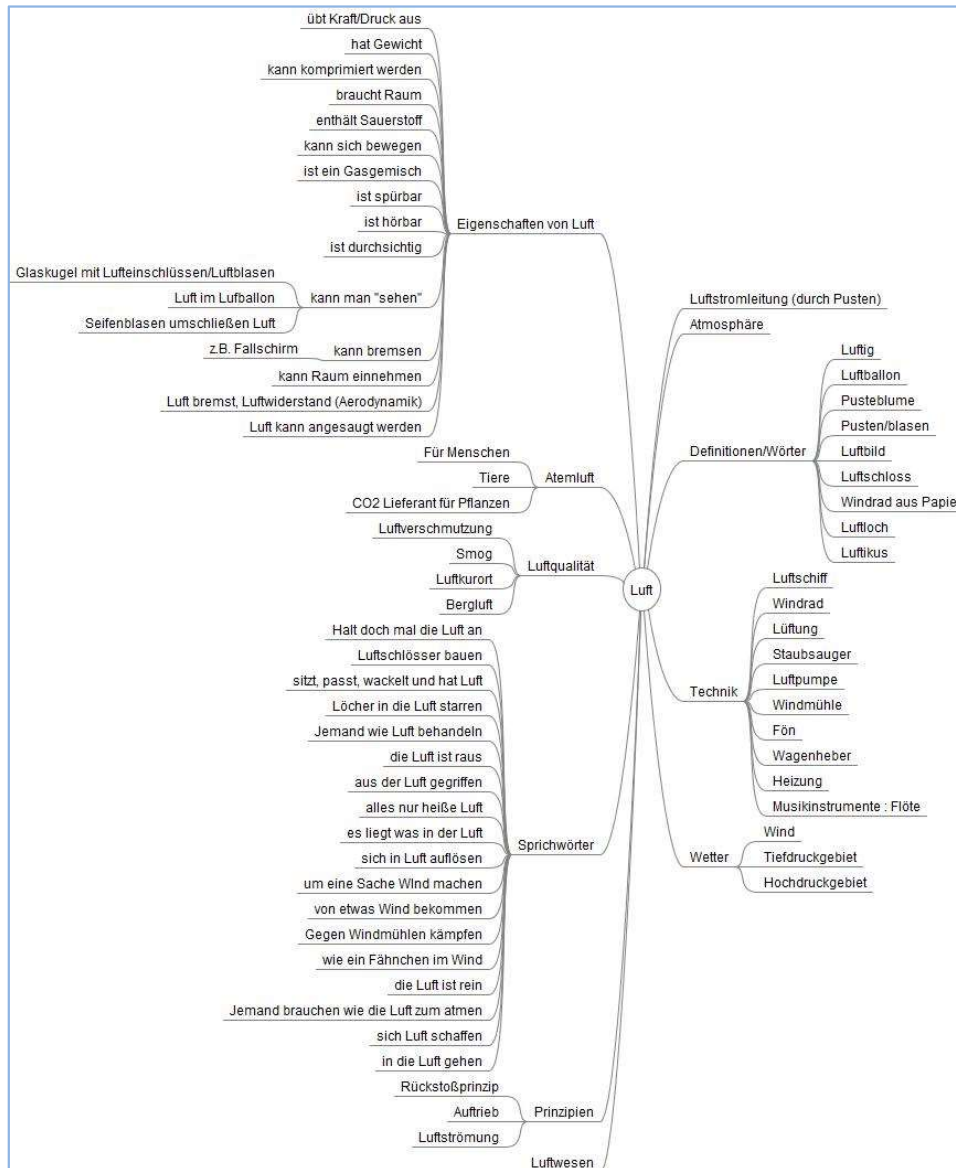 übt Kraft/Druck aus
hat Gewicht
kann komprimiert werden
braucht Raum
enthält Sauerstoff
kann sich bewegen
ist ein Gasgemisch
ist spürbar
ist hörbar
ist durchsichtig
Eigenschaften von Luft
Glaskugel mit Lufteinschlüssen/Luftblasen
Luft im Lufballon
Seifenblasen umschließen Luft
kann man "sehen"
z.B. Fallschirm
kann bremsen
kann Raum einnehmen
Luft bremst, Luftwiderstand (Aerodynamik)
Luft kann angesaugt werden
Für Menschen
Tiere
CO2 Lieferant für Pflanzen
Atemluft
Luftverschmutzung
Smog
Luftkurort
Bergluft
Luftqualität
Luft
Halt doch mal die Luft an
Luftschlösser bauen
sitzt, passt, wackelt und hat Luft
Löcher in die Luft starren
Jemand wie Luft behandeln
die Luft ist raus
aus der Luft gegriffen
alles nur heiße Luft
es liegt was in der Luft
sich in Luft auflösen
um eine Sache WInd machen
von etwas Wind bekommen
Gegen Windmühlen kämpfen
wie ein Fähnchen im Wind
die Luft ist rein
Jemand brauchen wie die Luft zum atmen
sich Luft schaffen
in die Luft gehen
Sprichwörter
Rückstoßprinzip
Auftrieb
Luftströmung
Prinzipien
Luftwesen
Luftstromleitung (durch Pusten)
Atmosphäre
Definitionen/Wörter
Luftig
Luftballon
Pusteblume
Pusten/blasen
Luftbild
Luftschloss
Windrad aus Papie
Luftloch
Luftikus
Technik
Luftschiff
Windrad
Lüftung
Staubsauger
Luftpumpe
Windmühle
Fön
Wagenheber
Heizung
Musikinstrumente : Flöte
Wetter
Wind
Tiefdruckgebiet
Hochdruckgebiet